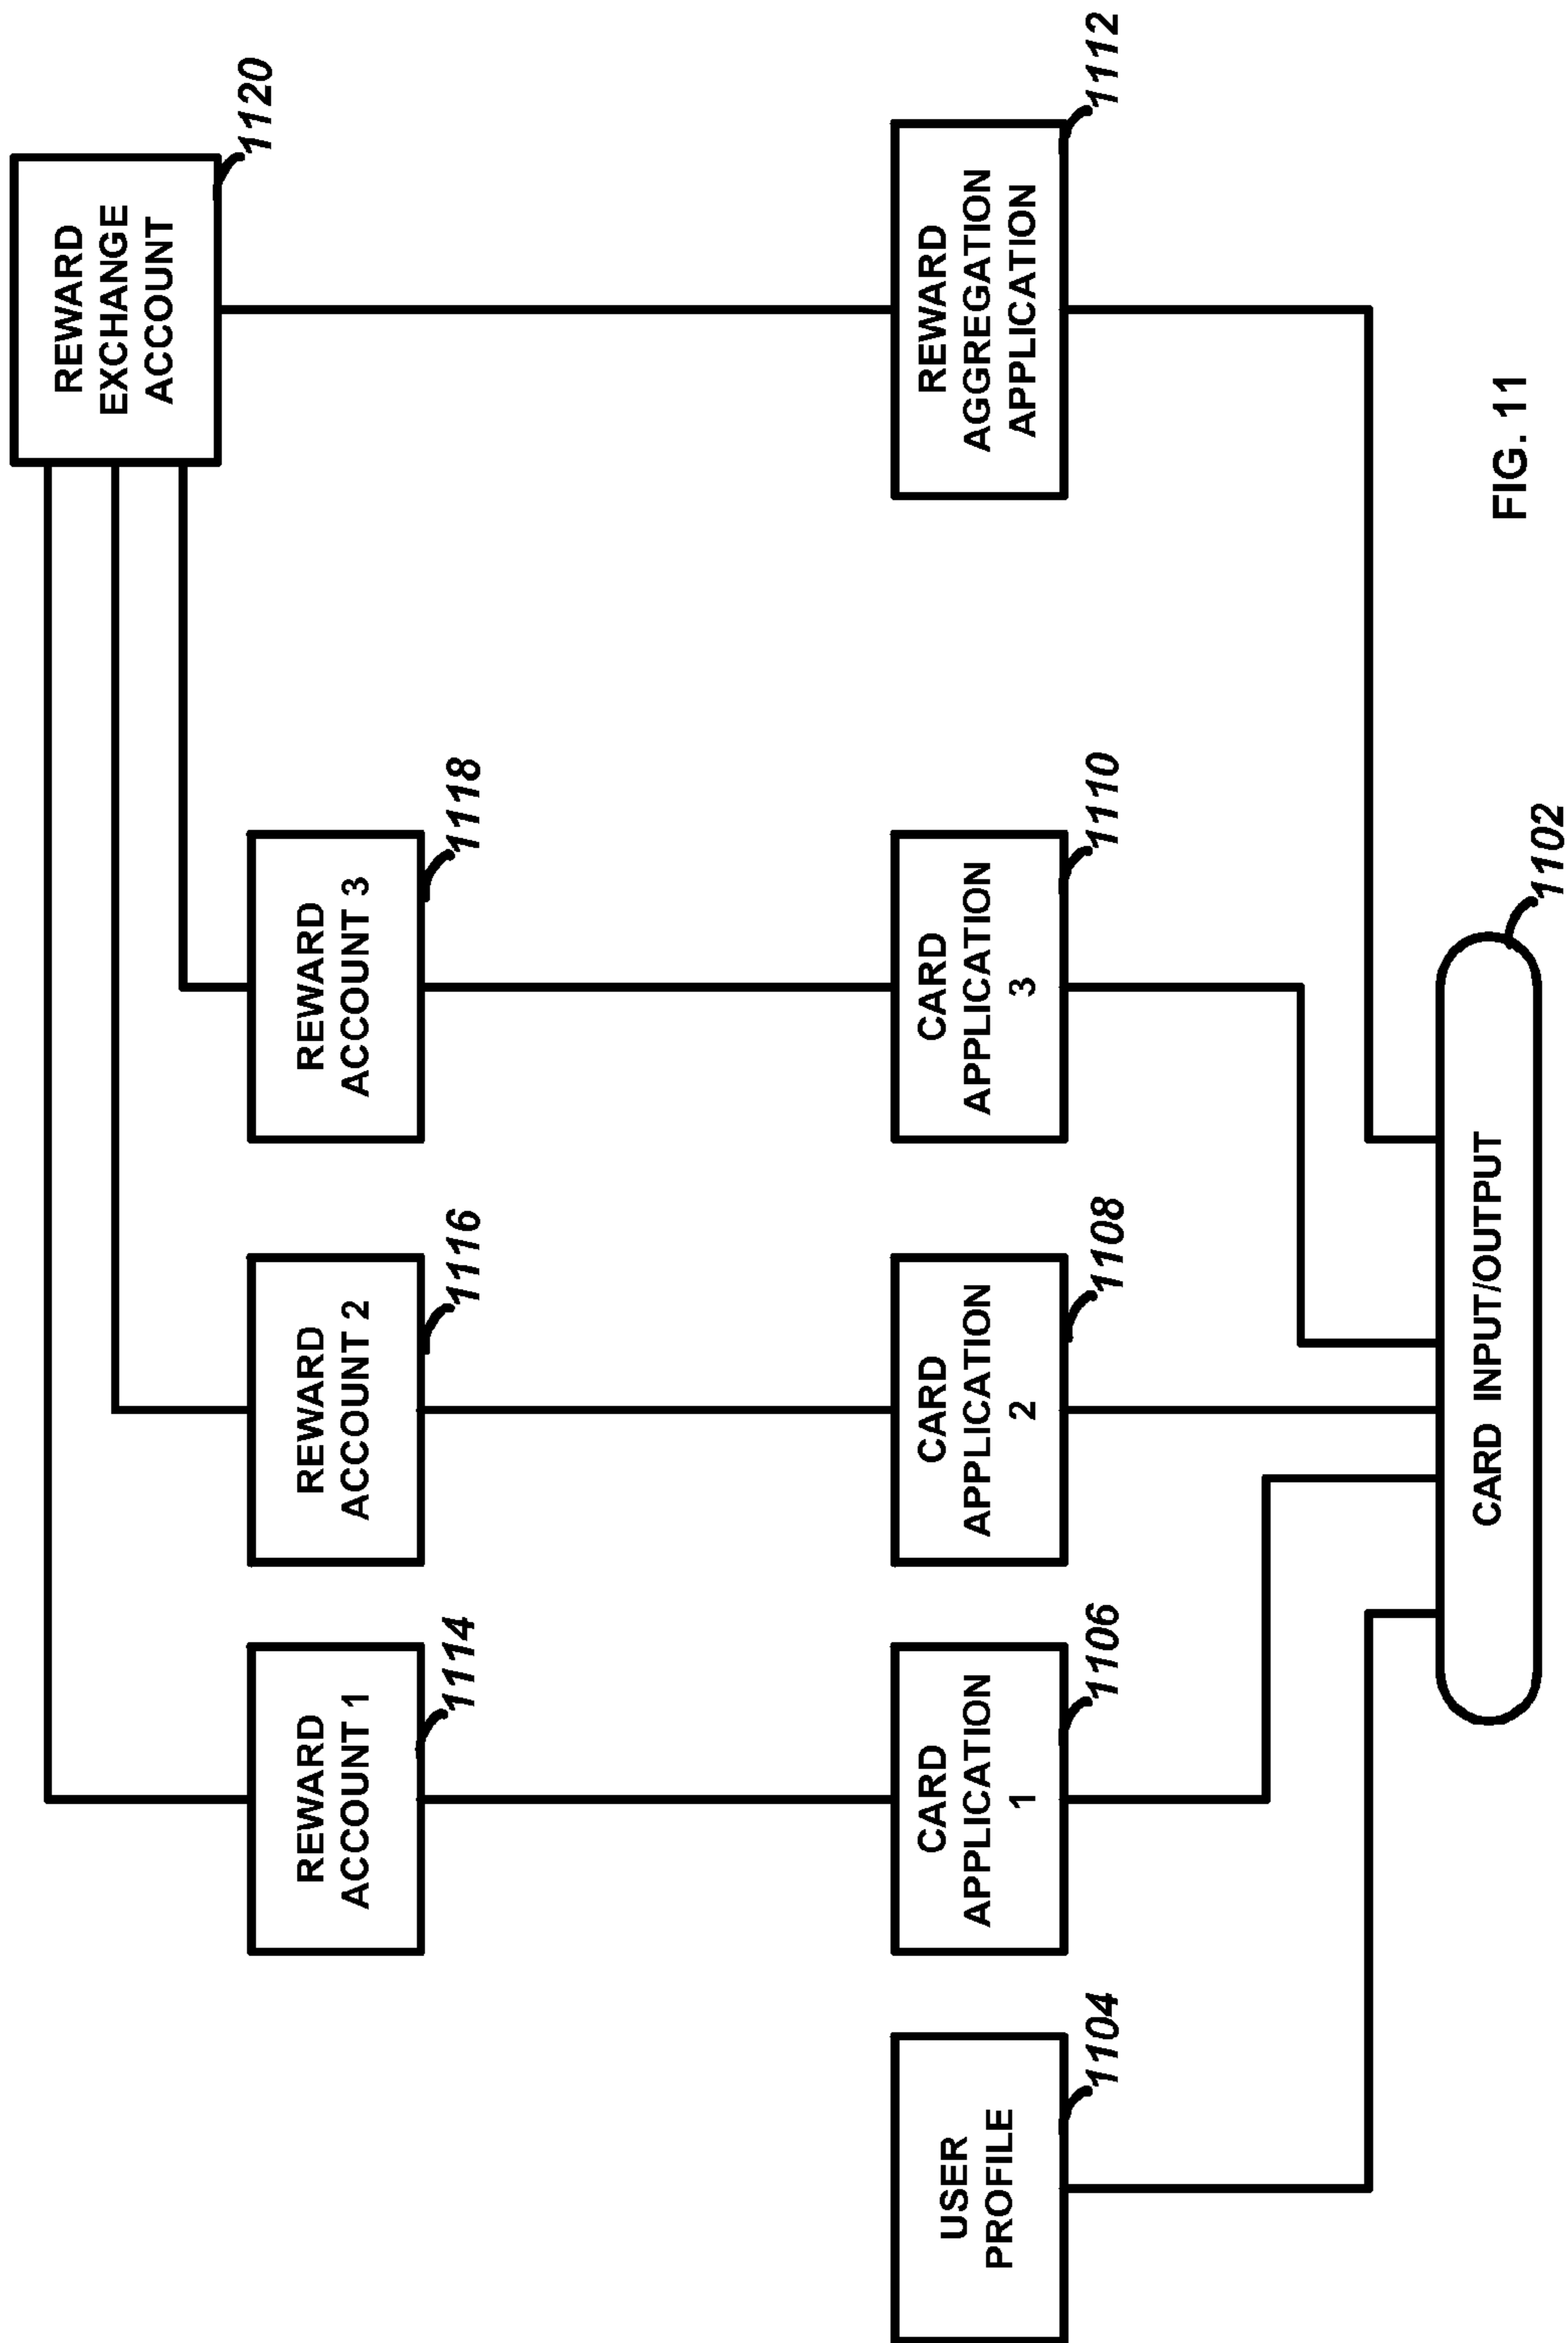 REWARD
EXCHANGE
ACCOUNT
1120
REWARD
ACCOUNT 1
1114
REWARD
ACCOUNT 2
1116
REWARD
ACCOUNT 3
1118
USER
PROFILE
1104
CARD
APPLICATION
1
1106
CARD
APPLICATION
2
1108
CARD
APPLICATION
3
1110
REWARD
AGGREGATION
APPLICATION
1112
CARD INPUT/OUTPUT
1102
FIG. 11